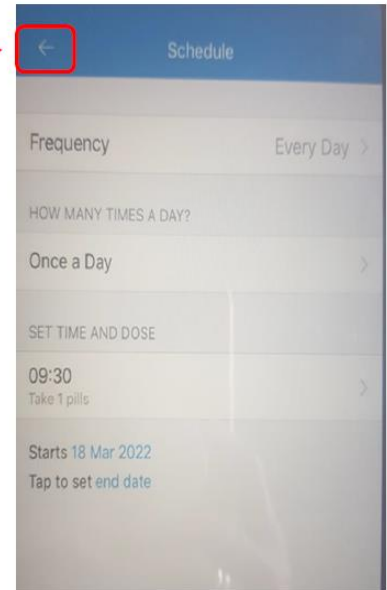 Schedule
Frequency Every Day
HOW MANY TIMES A DAY?
Once a Day
SET TIME AND DOSE
09:30
Take 1 pills
Starts 18 Mar 2022
Tap to set end date